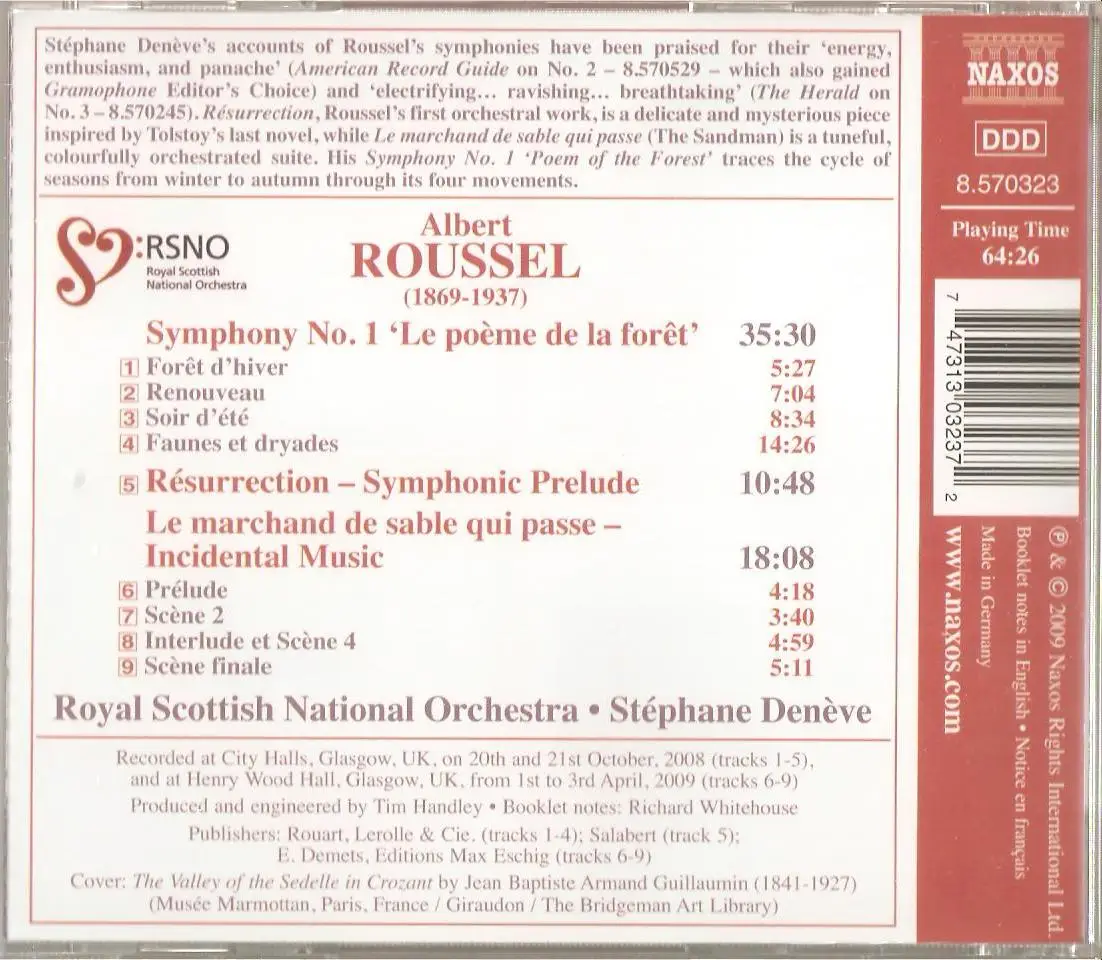 Stéphane Denève's accounts of Roussel's symphonies have been praised for their 'energy,
enthusiasm, and panache' (American Record Guide on No. 2 – 8.570529 – which also gained
Gramophone Editor's Choice) and 'electrifying... ravishing... breathtaking' (The Herald on
No. 3 – 8.570245). Résurrection, Roussel's first orchestral work, is a delicate and mysterious piece
inspired by Tolstoy's last novel, while Le marchand de sable qui passe (The Sandman) is a tuneful,
colourfully orchestrated suite. His Symphony No. 1 'Poem of the Forest' traces the cycle of
seasons from winter to autumn through its four movements.
:RSNO
Royal Scottish
National Orchestra
Albert
ROUSSEL
(1869-1937)
Symphony No. 1 'Le poème de la forêt' 35:30
1 Forêt d'hiver 5:27
2 Renouveau 7:04
3 Soir d'été 8:34
4 Faunes et dryades 14:26
5 Résurrection – Symphonic Prelude 10:48
Le marchand de sable qui passe –
Incidental Music 18:08
6 Prélude 4:18
7 Scène 2 3:40
8 Interlude et Scène 4 4:59
9 Scène finale 5:11
Royal Scottish National Orchestra • Stéphane Denève
Recorded at City Halls, Glasgow, UK, on 20th and 21st October, 2008 (tracks 1-5),
and at Henry Wood Hall, Glasgow, UK, from 1st to 3rd April, 2009 (tracks 6-9)
Produced and engineered by Tim Handley • Booklet notes: Richard Whitehouse
Publishers: Rouart, Lerolle & Cie. (tracks 1-4); Salabert (track 5);
E. Demets, Editions Max Eschig (tracks 6-9)
Cover: The Valley of the Sedelle in Crozant by Jean Baptiste Armand Guillaumin (1841-1927)
(Musée Marmottan, Paris, France / Giraudon / The Bridgeman Art Library)
NAXOS
DDD
8.570323
Playing Time
64:26
7 47313 03237 2
℗ & © 2009 Naxos Rights International Ltd.
Booklet notes in English • Notice en français
Made in Germany
www.naxos.com